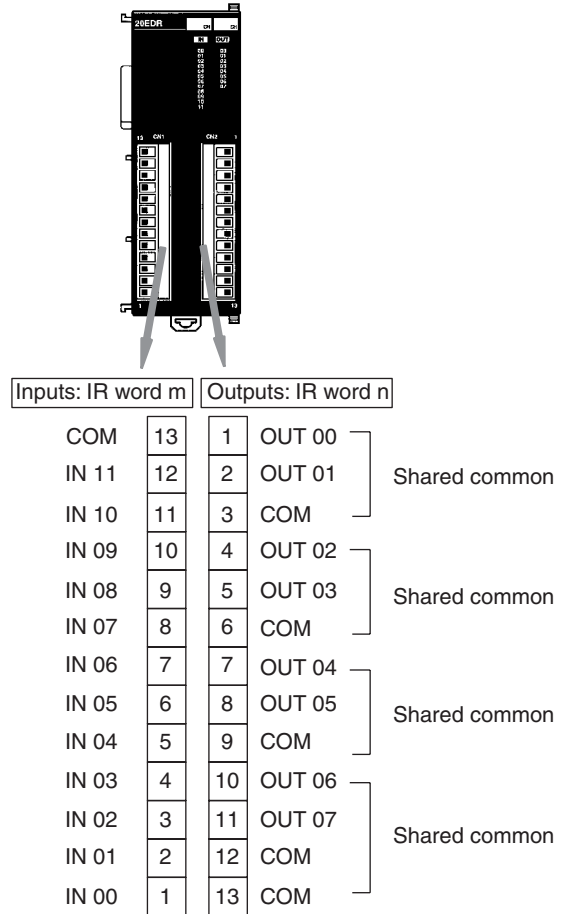 20EDR CH CH
IN OUT
00 00
01 01
02 02
03 03
04 04
05 05
06 06
07 07
08
09
10
11
13 CN1 CN2 1
1 13
Inputs: IR word m Outputs: IR word n
COM 13 1 OUT 00
IN 11 12 2 OUT 01 Shared common
IN 10 11 3 COM
IN 09 10 4 OUT 02
IN 08 9 5 OUT 03 Shared common
IN 07 8 6 COM
IN 06 7 7 OUT 04
IN 05 6 8 OUT 05 Shared common
IN 04 5 9 COM
IN 03 4 10 OUT 06
IN 02 3 11 OUT 07 Shared common
IN 01 2 12 COM
IN 00 1 13 COM